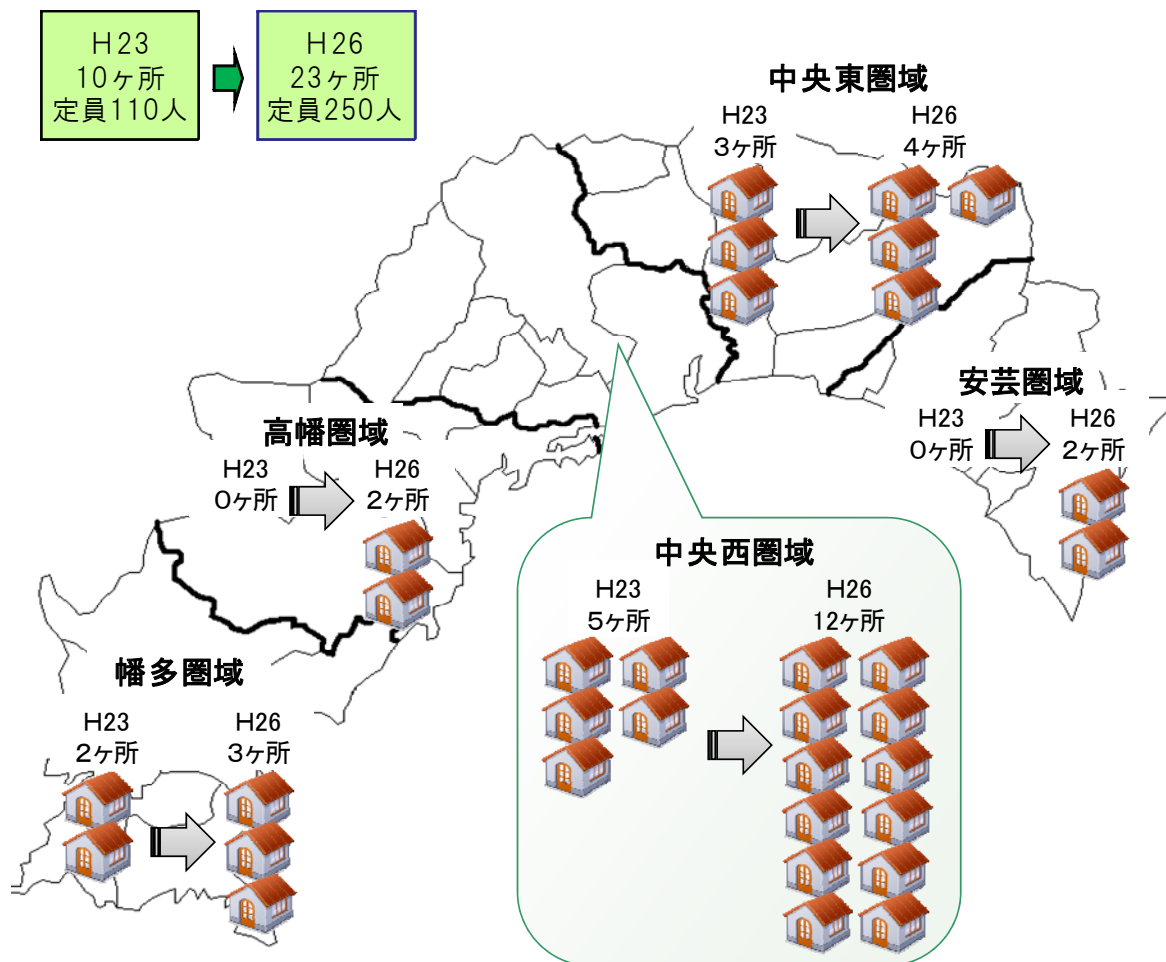 H23
10ヶ所
定員110人
H26
23ヶ所
定員250人
中央東圏域
H23
3ヶ所
H26
4ヶ所
安芸圏域
H23
0ヶ所
H26
2ヶ所
高幡圏域
H23
0ヶ所
H26
2ヶ所
中央西圏域
H23
5ヶ所
H26
12ヶ所
幡多圏域
H23
2ヶ所
H26
3ヶ所